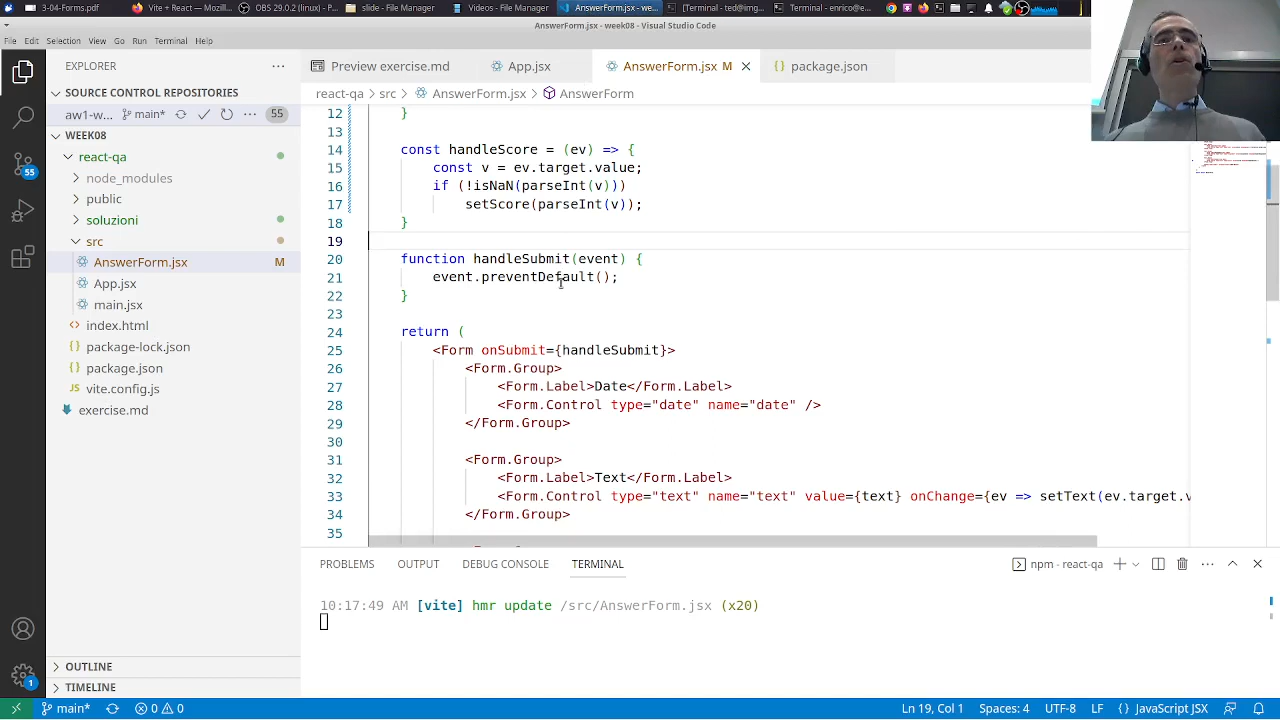 3-04-Forms.pdf
Vite + React — Mozill...
OBS 29.0.2-1 (64-bit...
slide - File Manager
Videos - File Manager
AnswerForm.jsx - we...
[Terminal - ted@img...
Terminal - enrico@e...
AnswerForm.jsx - week08 - Visual Studio Code
File Edit Selection View Go Run Terminal Help
EXPLORER
SOURCE CONTROL REPOSITORIES
aw1-w... main* 55
WEEK08
react-qa
node_modules
public
soluzioni
src
AnswerForm.jsx M
App.jsx
main.jsx
index.html
package-lock.json
package.json
vite.config.js
exercise.md
OUTLINE
TIMELINE
55
1
Preview exercise.md
App.jsx
AnswerForm.jsx M
package.json
react-qa > src > AnswerForm.jsx > AnswerForm
12 }
13
14 const handleScore = (ev) => {
15 const v = ev.target.value;
16 if (!isNaN(parseInt(v)))
17 setScore(parseInt(v));
18 }
19
20 function handleSubmit(event) {
21 event.preventDefault();
22 }
23
24 return (
25 <Form onSubmit={handleSubmit}>
26 <Form.Group>
27 <Form.Label>Date</Form.Label>
28 <Form.Control type="date" name="date" />
29 </Form.Group>
30
31 <Form.Group>
32 <Form.Label>Text</Form.Label>
33 <Form.Control type="text" name="text" value={text} onChange={ev => setText(ev.target.v
34 </Form.Group>
35
PROBLEMS OUTPUT DEBUG CONSOLE TERMINAL
npm - react-qa
10:17:49 AM [vite] hmr update /src/AnswerForm.jsx (x20)
main* 0 0 Ln 19, Col 1 Spaces: 4 UTF-8 LF {} JavaScript JSX